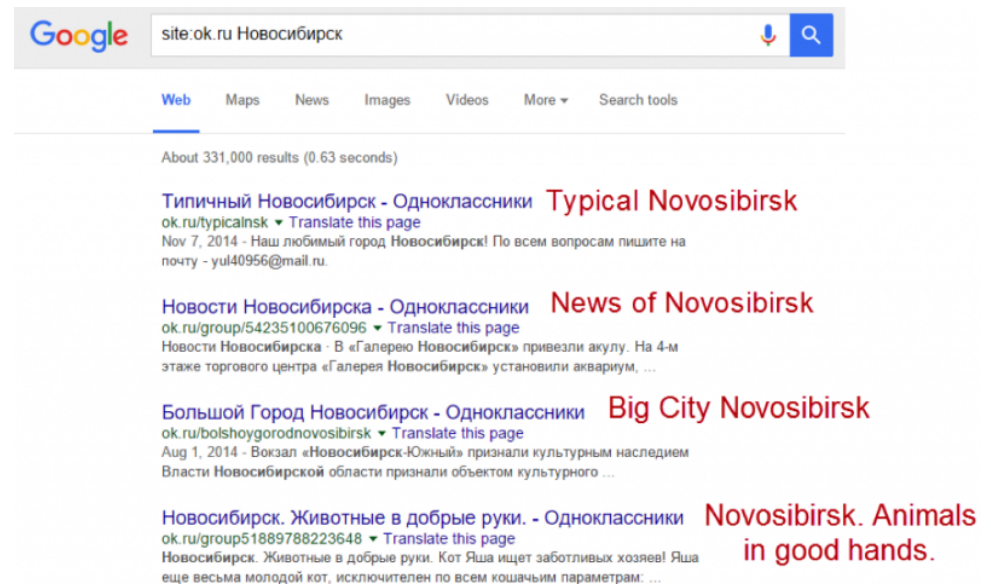 Google
site:ok.ru Новосибирск
Web Maps News Images Videos More Search tools
About 331,000 results (0.63 seconds)
Типичный Новосибирск - Одноклассники Typical Novosibirsk
ok.ru/typicalnsk Translate this page
Nov 7, 2014 - Наш любимый город Новосибирск! По всем вопросам пишите на
почту - yul40956@mail.ru.
Новости Новосибирска - Одноклассники News of Novosibirsk
ok.ru/group/54235100676096 Translate this page
Новости Новосибирска · В «Галерею Новосибирск» привезли акулу. На 4-м
этаже торгового центра «Галерея Новосибирск» установили аквариум, ...
Большой Город Новосибирск - Одноклассники Big City Novosibirsk
ok.ru/bolshoygorodnovosibirsk Translate this page
Aug 1, 2014 - Вокзал «Новосибирск-Южный» признали культурным наследием
Власти Новосибирской области признали объектом культурного ...
Новосибирск. Животные в добрые руки. - Одноклассники Novosibirsk. Animals
ok.ru/group51889788223648 Translate this page in good hands.
Новосибирск. Животные в добрые руки. Кот Яша ищет заботливых хозяев! Яша
еще весьма молодой кот, исключителен по всем кошачьим параметрам: ...